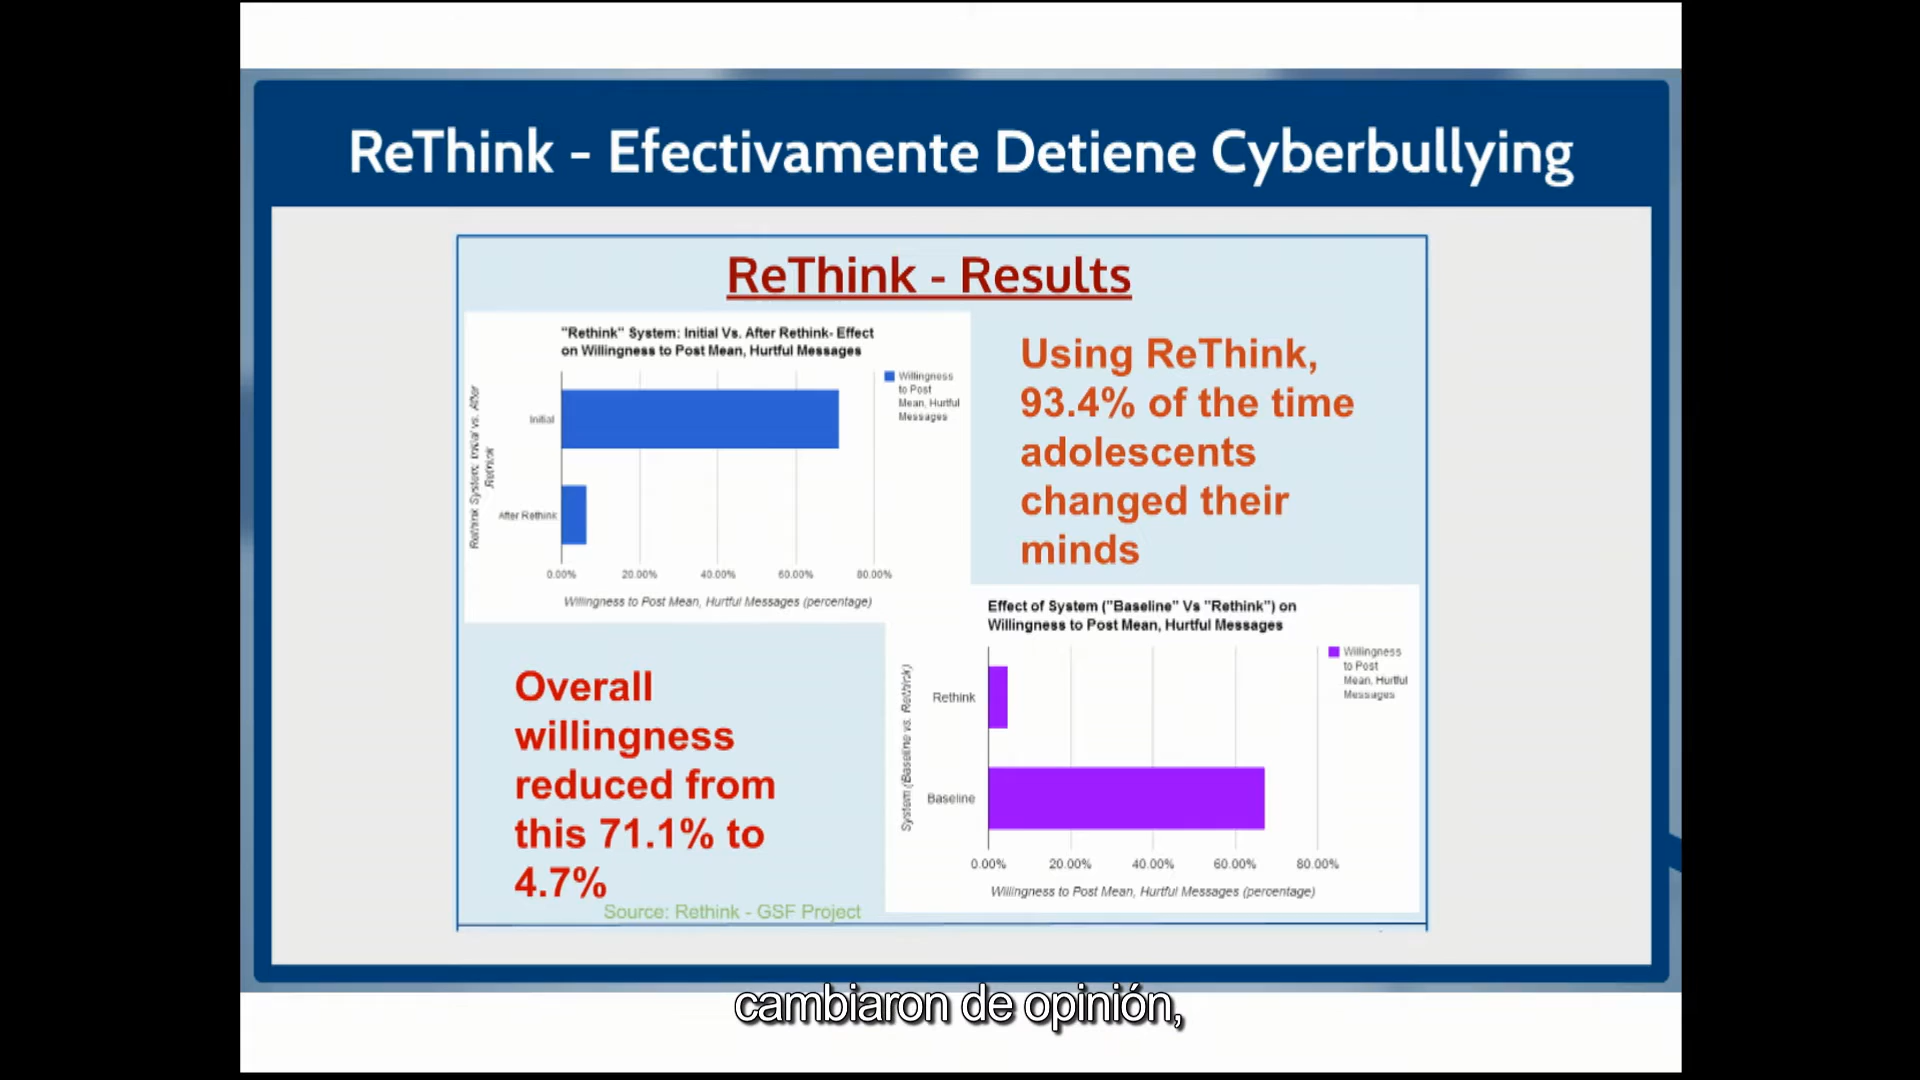 ReThink - Efectivamente Detiene Cyberbullying
ReThink - Results
"Rethink" System: Initial Vs. After Rethink- Effect
on Willingness to Post Mean, Hurtful Messages
Willingness
to Post
Mean, Hurtful
Messages
Rethink System: Initial vs. After
Rethink
Initial
After Rethink
0.00% 20.00% 40.00% 60.00% 80.00%
Willingness to Post Mean, Hurtful Messages (percentage)
Using ReThink,
93.4% of the time
adolescents
changed their
minds
Overall
willingness
reduced from
this 71.1% to
4.7%
Source: Rethink - GSF Project
Effect of System ("Baseline" Vs "Rethink") on
Willingness to Post Mean, Hurtful Messages
Willingness
to Post
Mean, Hurtful
Messages
System (Baseline vs. Rethink)
Rethink
Baseline
0.00% 20.00% 40.00% 60.00% 80.00%
Willingness to Post Mean, Hurtful Messages (percentage)
cambiaron de opinión,